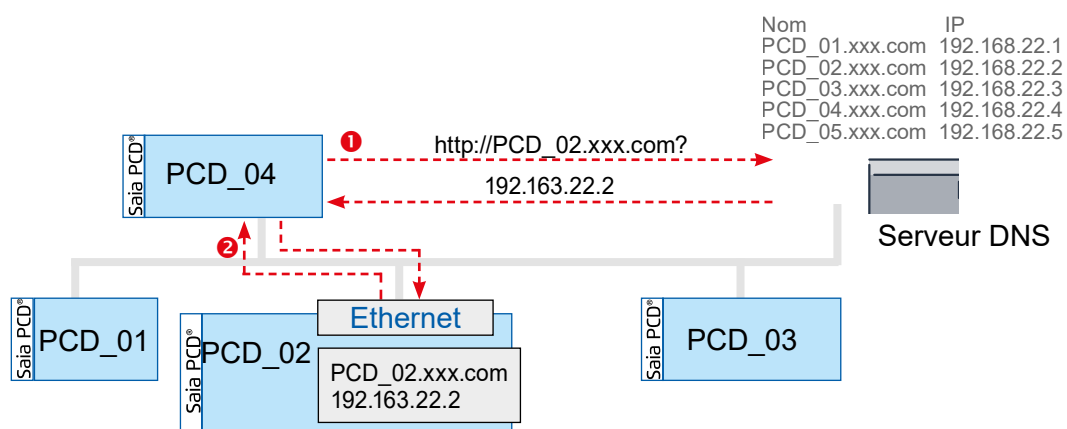 Nom IP
PCD_01.xxx.com 192.168.22.1
PCD_02.xxx.com 192.168.22.2
PCD_03.xxx.com 192.168.22.3
PCD_04.xxx.com 192.168.22.4
PCD_05.xxx.com 192.168.22.5
Saia PCD®
PCD_04
1
http://PCD_02.xxx.com?
192.163.22.2
Serveur DNS
2
Saia PCD®
PCD_01
Saia PCD®
PCD_02
Ethernet
PCD_02.xxx.com
192.163.22.2
Saia PCD®
PCD_03